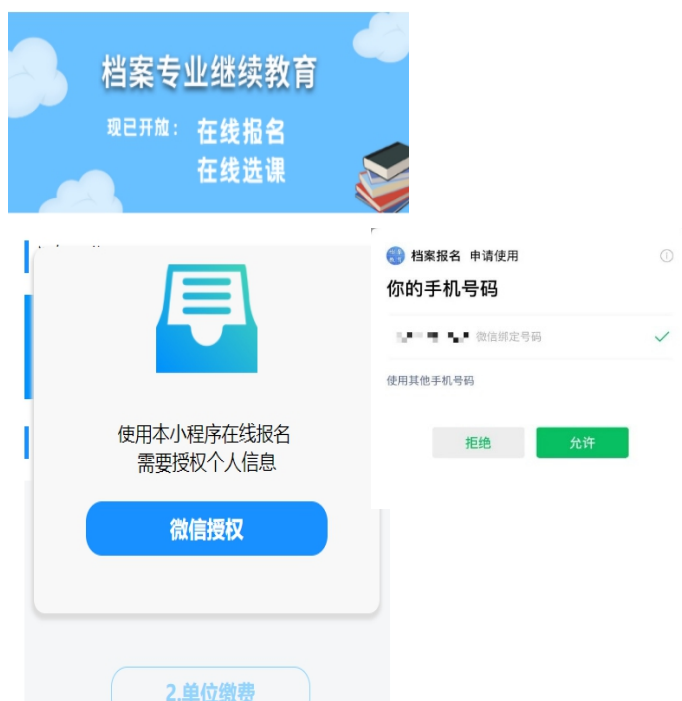 档案专业继续教育
现已开放： 在线报名
在线选课
使用本小程序在线报名
需要授权个人信息
微信授权
2.单位缴费
档案报名 申请使用
你的手机号码
微信绑定号码
使用其他手机号码
拒绝 允许